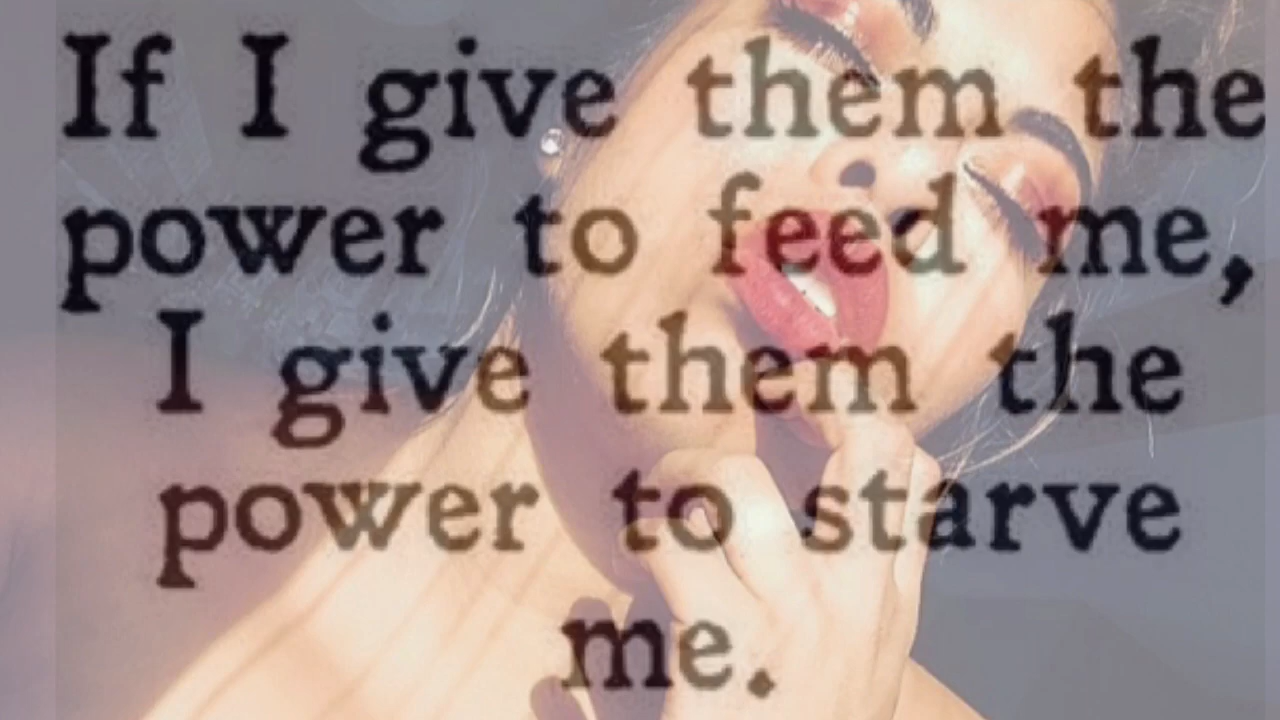 If I give them the
power to feed me,
I give them the
power to starve
me.